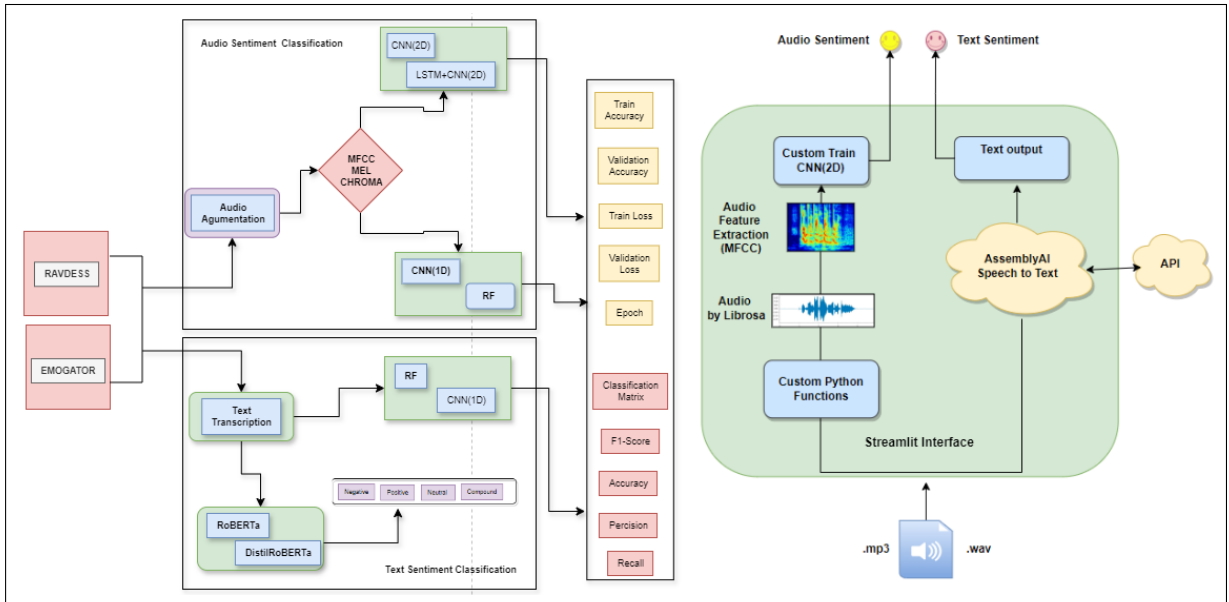 Audio Sentiment Classification
CNN(2D)
LSTM+CNN(2D)
MFCC
MEL
CHROMA
Audio
Agumentation
CNN(1D)
RF
RAVDESS
EMOGATOR
Text
Transcription
RF
CNN(1D)
Negative
Positive
Neutral
Compound
RoBERTa
DistilRoBERTa
Text Sentiment Classification
Train
Accuracy
Validation
Accuracy
Train Loss
Validation
Loss
Epoch
Classification
Matrix
F1-Score
Accuracy
Percision
Recall
Audio Sentiment
Text Sentiment
Custom Train
CNN(2D)
Text output
Audio
Feature
Extraction
(MFCC)
AssemblyAI
Speech to Text
API
Audio
by Librosa
Custom Python
Functions
Streamlit Interface
.mp3
.wav